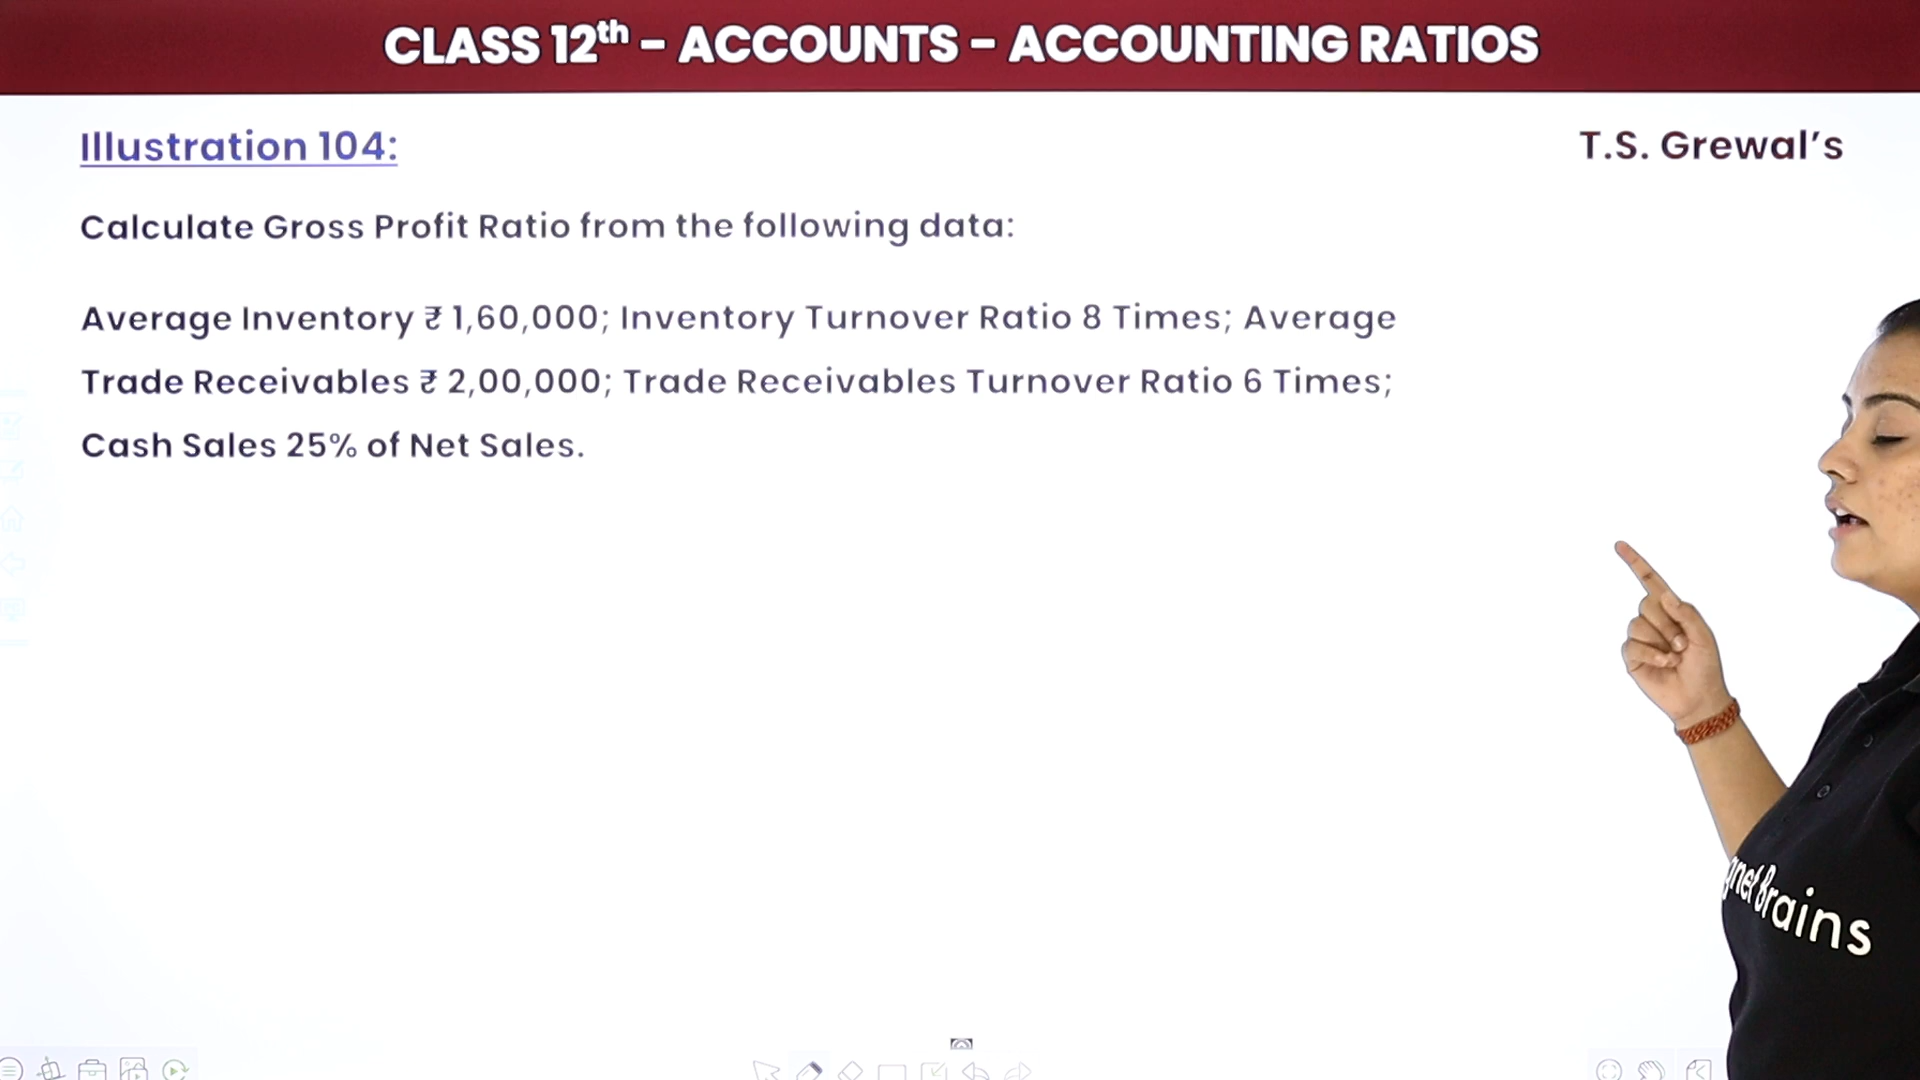 CLASS 12th – ACCOUNTS – ACCOUNTING RATIOS
Illustration 104:
T.S. Grewal’s
Calculate Gross Profit Ratio from the following data:
Average Inventory ₹ 1,60,000; Inventory Turnover Ratio 8 Times; Average
Trade Receivables ₹ 2,00,000; Trade Receivables Turnover Ratio 6 Times;
Cash Sales 25% of Net Sales.
Brains